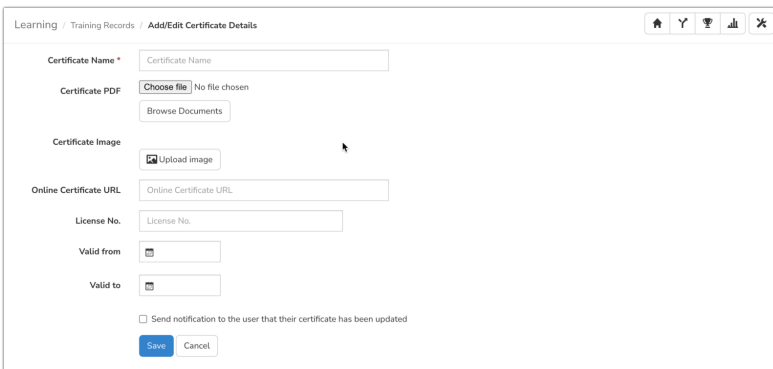 Learning / Training Records / Add/Edit Certificate Details
Certificate Name * Certificate Name
Certificate PDF Choose file No file chosen
Browse Documents
Certificate Image
Upload image
Online Certificate URL Online Certificate URL
License No. License No.
Valid from
Valid to
Send notification to the user that their certificate has been updated
Save Cancel